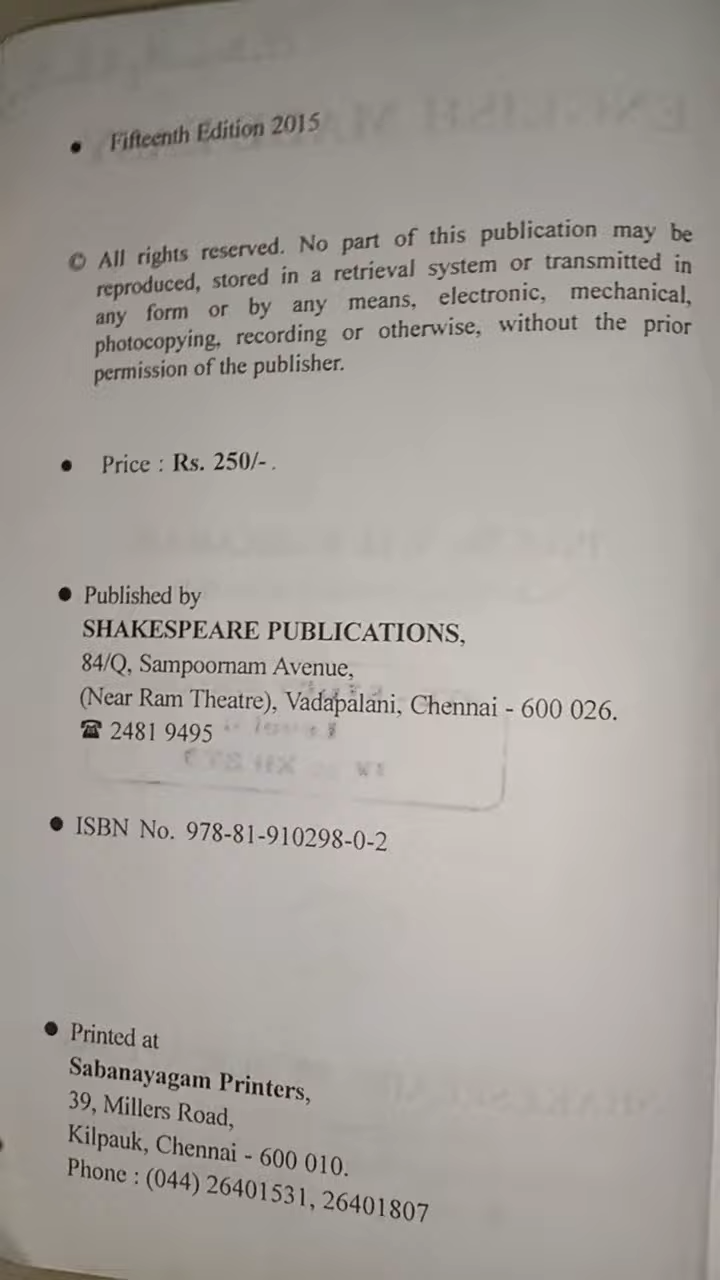 • Fifteenth Edition 2015
© All rights reserved. No part of this publication may be
reproduced, stored in a retrieval system or transmitted in
any form or by any means, electronic, mechanical,
photocopying, recording or otherwise, without the prior
permission of the publisher.
• Price : Rs. 250/- .
• Published by
SHAKESPEARE PUBLICATIONS,
84/Q, Sampoornam Avenue,
(Near Ram Theatre), Vadapalani, Chennai - 600 026.
☎ 2481 9495
• ISBN No. 978-81-910298-0-2
• Printed at
Sabanayagam Printers,
39, Millers Road,
Kilpauk, Chennai - 600 010.
Phone : (044) 26401531, 26401807